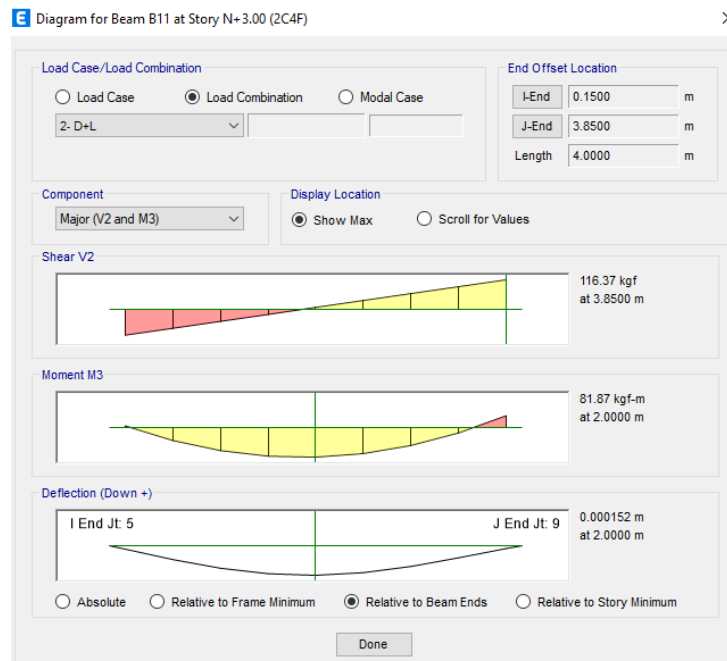 E Diagram for Beam B11 at Story N+3.00 (2C4F)
Load Case/Load Combination
Load Case Load Combination Modal Case
2- D+L
End Offset Location
I-End 0.1500 m
J-End 3.8500 m
Length 4.0000 m
Component
Major (V2 and M3)
Display Location
Show Max Scroll for Values
Shear V2
116.37 kgf
at 3.8500 m
Moment M3
81.87 kgf-m
at 2.0000 m
Deflection (Down +)
I End Jt: 5 J End Jt: 9
0.000152 m
at 2.0000 m
Absolute Relative to Frame Minimum Relative to Beam Ends Relative to Story Minimum
Done